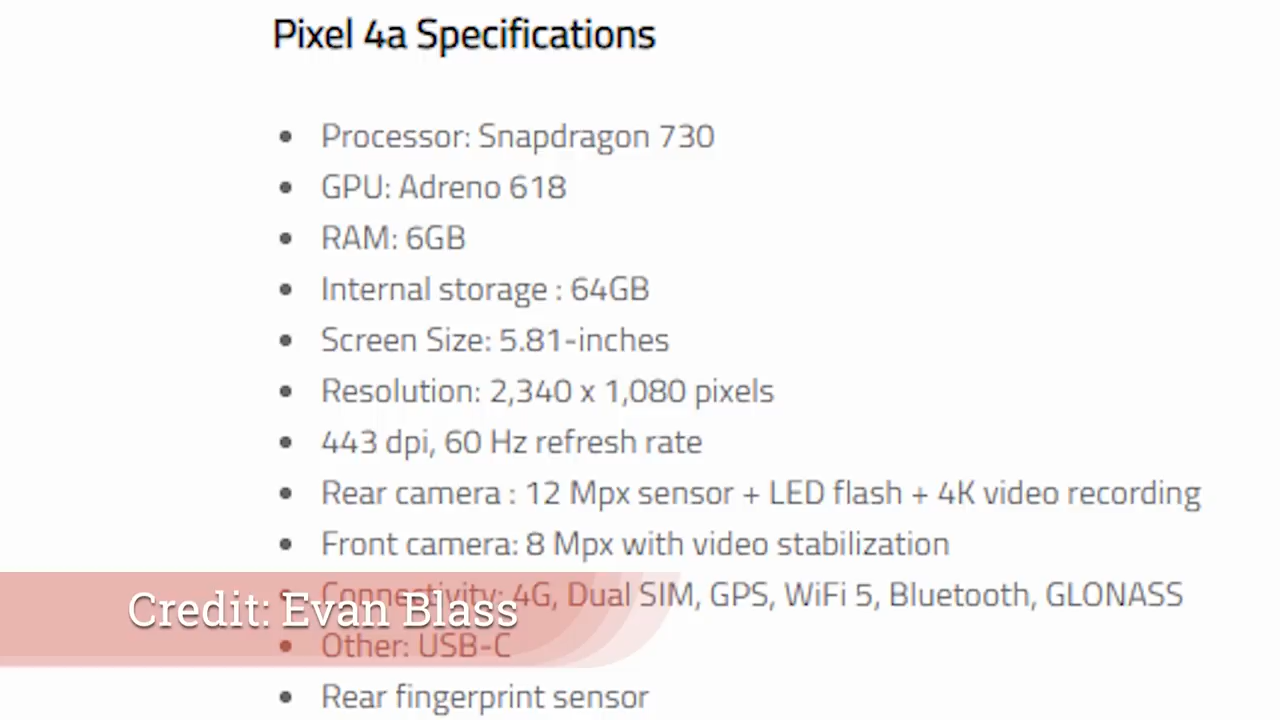 Pixel 4a Specifications
• Processor: Snapdragon 730
• GPU: Adreno 618
• RAM: 6GB
• Internal storage : 64GB
• Screen Size: 5.81-inches
• Resolution: 2,340 x 1,080 pixels
• 443 dpi, 60 Hz refresh rate
• Rear camera : 12 Mpx sensor + LED flash + 4K video recording
• Front camera: 8 Mpx with video stabilization
• Connectivity: 4G, Dual SIM, GPS, WiFi 5, Bluetooth, GLONASS
Credit: Evan Blass
• Other: USB-C
• Rear fingerprint sensor